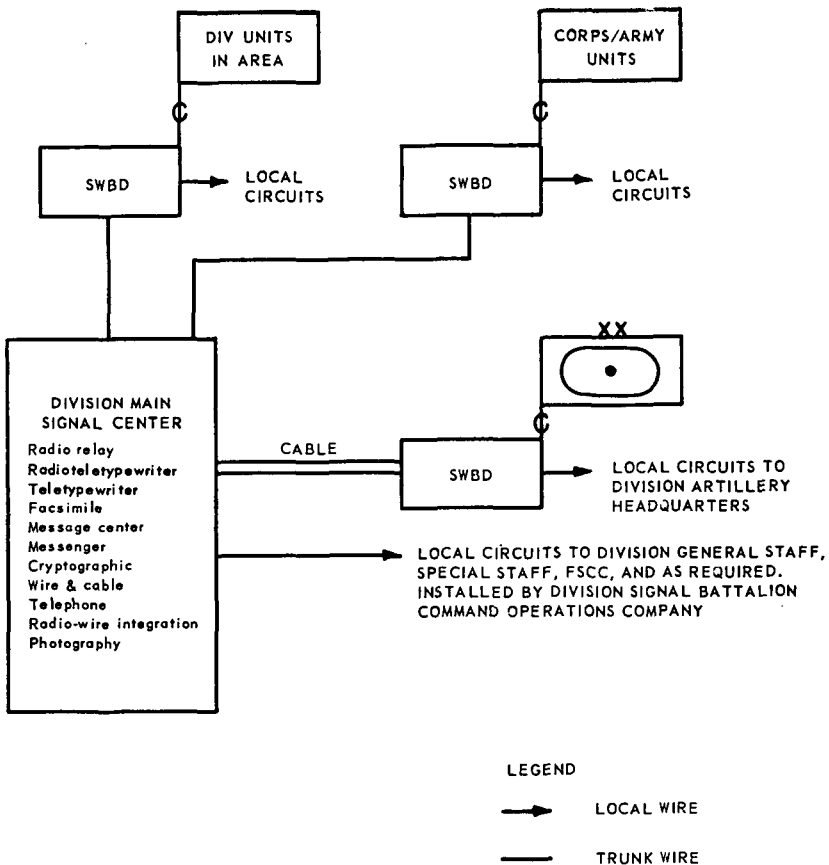 DIV UNITS
IN AREA
CORPS/ARMY
UNITS
C
C
SWBD
LOCAL
CIRCUITS
SWBD
LOCAL
CIRCUITS
XX
DIVISION MAIN
SIGNAL CENTER
Radio relay
Radioteletypewriter
Teletypewriter
Facsimile
Message center
Messenger
Cryptographic
Wire & cable
Telephone
Radio-wire integration
Photography
CABLE
C
SWBD
LOCAL CIRCUITS TO
DIVISION ARTILLERY
HEADQUARTERS
LOCAL CIRCUITS TO DIVISION GENERAL STAFF,
SPECIAL STAFF, FSCC, AND AS REQUIRED.
INSTALLED BY DIVISION SIGNAL BATTALION
COMMAND OPERATIONS COMPANY
LEGEND
LOCAL WIRE
TRUNK WIRE